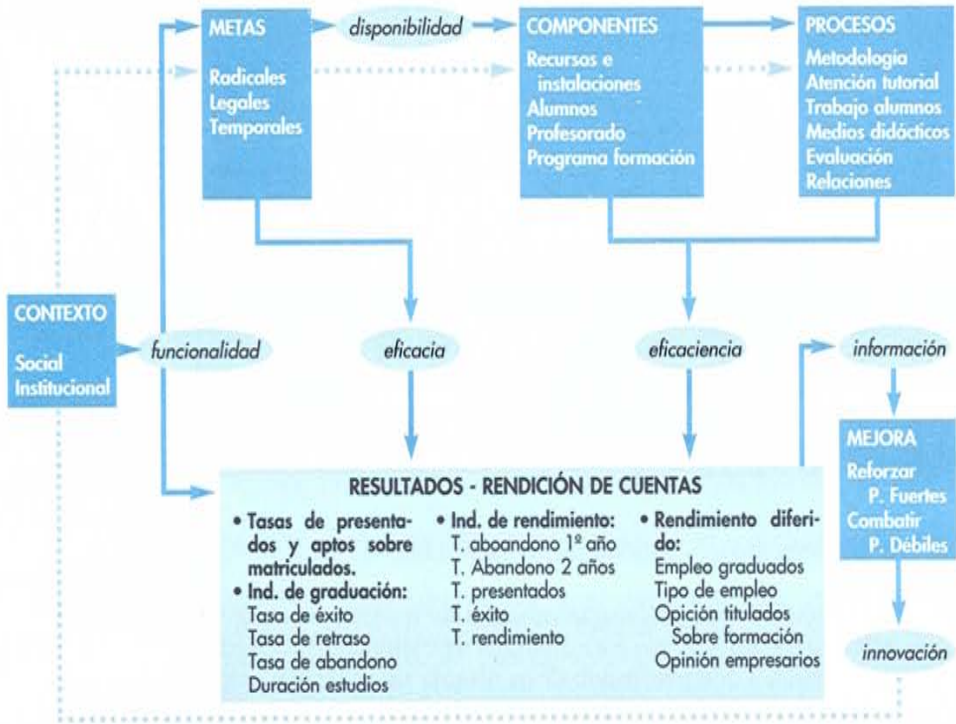 METAS
Radicales
Legales
Temporales
disponibilidad
COMPONENTES
Recursos e
instalaciones
Alumnos
Profesorado
Programa formación
PROCESOS
Metodología
Atención tutorial
Trabajo alumnos
Medios didácticos
Evaluación
Relaciones
CONTEXTO
Social
Institucional
funcionalidad
eficacia
eficaciencia
información
MEJORA
Reforzar
P. Fuertes
Combatir
P. Débiles
innovación
RESULTADOS - RENDICIÓN DE CUENTAS
• Tasas de presenta-
dos y aptos sobre
matriculados.
• Ind. de graduación:
Tasa de éxito
Tasa de retraso
Tasa de abandono
Duración estudios
• Ind. de rendimiento:
T. aboandono 1º año
T. Abandono 2 años
T. presentados
T. éxito
T. rendimiento
• Rendimiento diferi-
do:
Empleo graduados
Tipo de empleo
Opición titulados
Sobre formación
Opinión empresarios